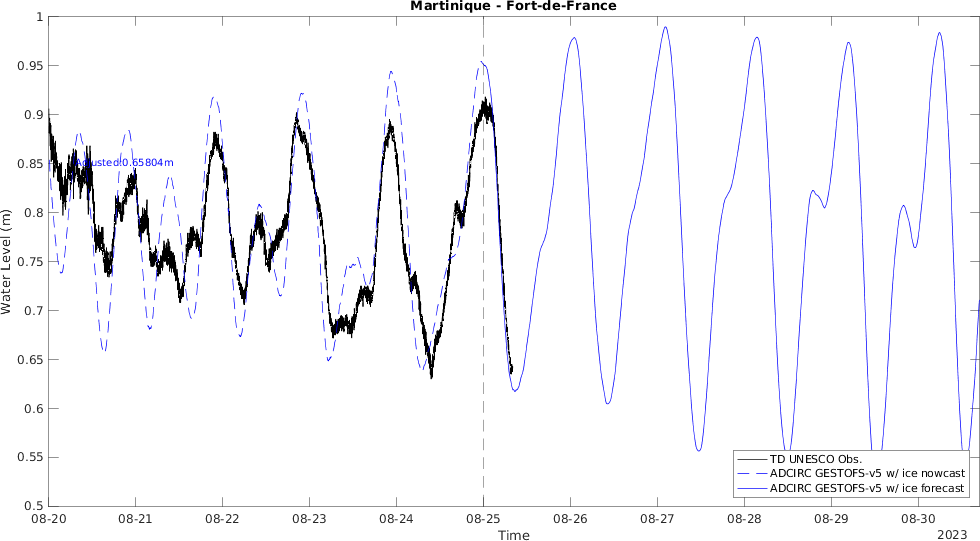 Martinique - Fort-de-France
1
0.95
0.9
0.85
0.8
0.75
0.7
0.65
0.6
0.55
0.5
Water Level (m)
Adjusted:0.65804m
TD UNESCO Obs.
ADCIRC GESTOFS-v5 w/ ice nowcast
ADCIRC GESTOFS-v5 w/ ice forecast
08-20 08-21 08-22 08-23 08-24 08-25 08-26 08-27 08-28 08-29 08-30
Time
2023